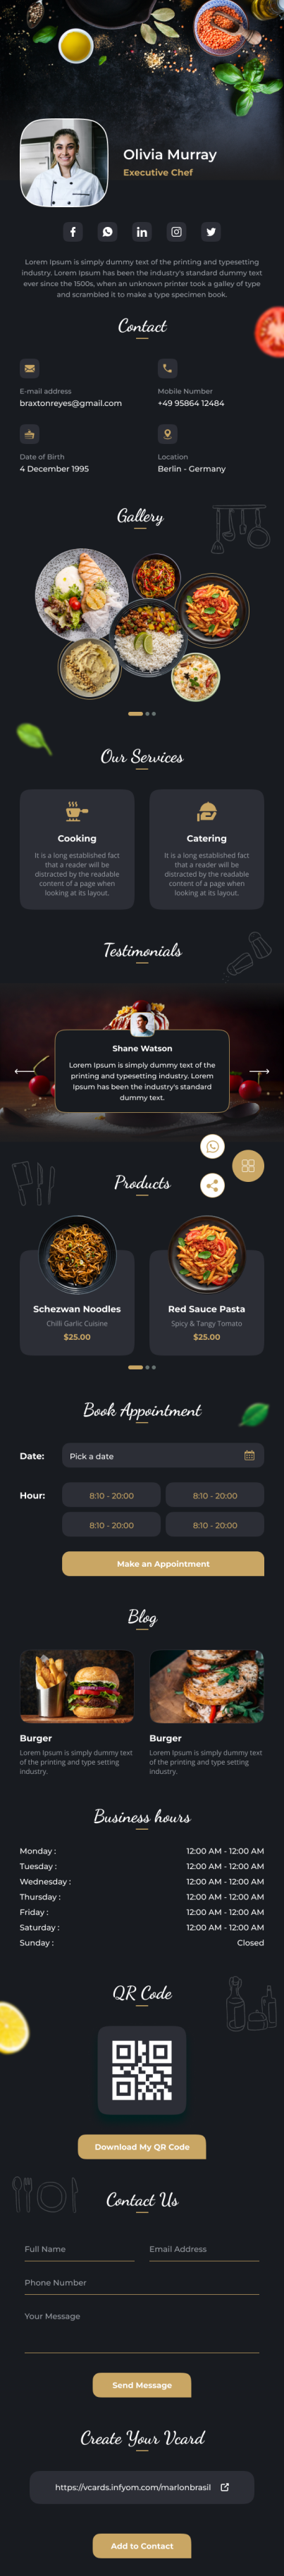 Olivia Murray
Executive Chef
Lorem Ipsum is simply dummy text of the printing and typesetting
industry. Lorem Ipsum has been the industry's standard dummy text
ever since the 1500s, when an unknown printer took a galley of type
and scrambled it to make a type specimen book.
Contact
E-mail address
braxtonreyes@gmail.com
Mobile Number
+49 95864 12484
Date of Birth
4 December 1995
Location
Berlin - Germany
Gallery
Our Services
Cooking
It is a long established fact
that a reader will be
distracted by the readable
content of a page when
looking at its layout.
Catering
It is a long established fact
that a reader will be
distracted by the readable
content of a page when
looking at its layout.
Testimonials
Shane Watson
Lorem Ipsum is simply dummy text of the
printing and typesetting industry. Lorem
Ipsum has been the industry's standard
dummy text.
Products
Schezwan Noodles
Chilli Garlic Cuisine
$25.00
Red Sauce Pasta
Spicy & Tangy Tomato
$25.00
Book Appointment
Date:
Pick a date
Hour:
8:10 - 20:00
8:10 - 20:00
8:10 - 20:00
8:10 - 20:00
Make an Appointment
Blog
Burger
Lorem Ipsum is simply dummy text
of the printing and type setting
industry.
Burger
Lorem Ipsum is simply dummy text
of the printing and type setting
industry.
Business hours
Monday : 12:00 AM - 12:00 AM
Tuesday : 12:00 AM - 12:00 AM
Wednesday : 12:00 AM - 12:00 AM
Thursday : 12:00 AM - 12:00 AM
Friday : 12:00 AM - 12:00 AM
Saturday : 12:00 AM - 12:00 AM
Sunday : Closed
QR Code
Download My QR Code
Contact Us
Full Name
Email Address
Phone Number
Your Message
Send Message
Create Your Vcard
https://vcards.infyom.com/marlonbrasil
Add to Contact